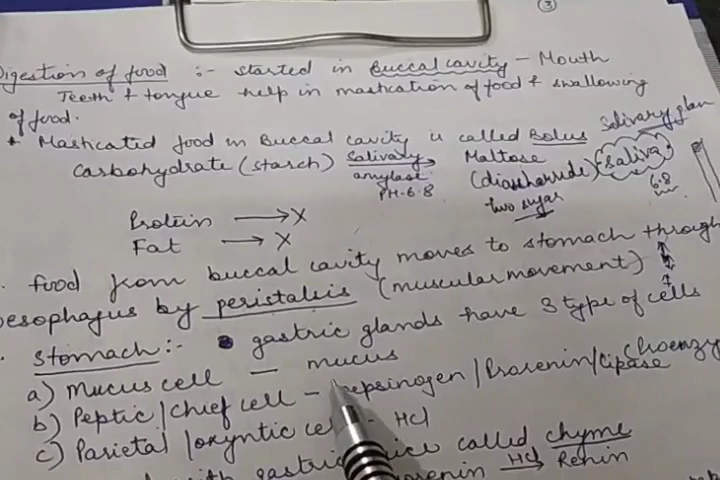 3
Digestion of food :- started in Buccal cavity - Mouth
Teeth & tongue help in mastication of food & swallowing
of food.
Salivary glan
* Masticated food in Buccal cavity is called Bolus
Carbohydrate (starch) Salivary amylase PH-6.8 → Maltose (disaccharide) two sugar
Saliva
6.8
Protein → X
Fat → X
food from buccal cavity moves to stomach through
oesophagus by peristalsis (muscular movement)
Stomach :- gastric glands have 3 type of cells
a) Mucus cell — mucus
b) Peptic / Chief cell - pepsinogen / Prorenin / Lipase
c) Parietal / oxyntic cell - HCl
with gastric juice called chyme
HCl → Renin